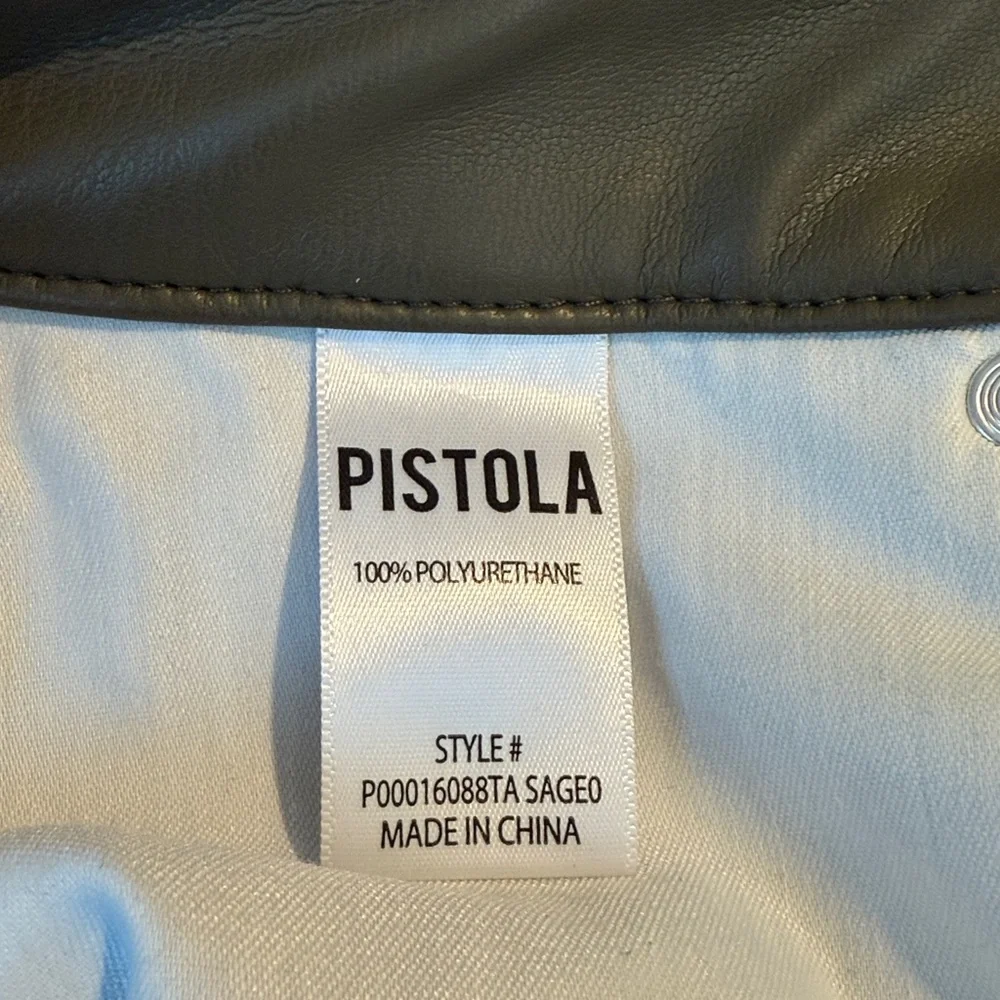 PISTOLA
100% POLYURETHANE
STYLE #
P00016088TA SAGE0
MADE IN CHINA